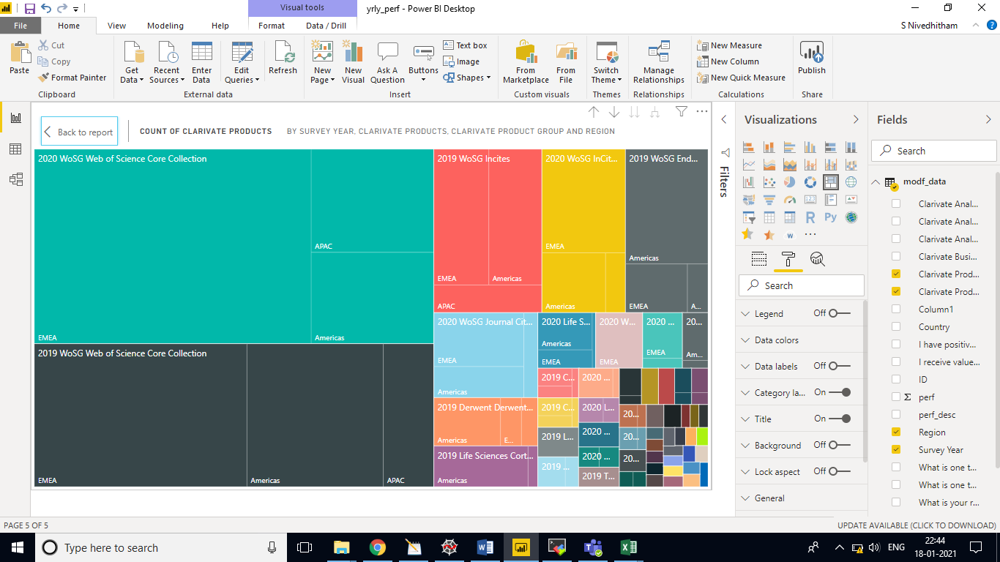 Visual tools
yrly_perf - Power BI Desktop
File
Home
View
Modeling
Help
Format
Data / Drill
S Nivedhitham
?
Paste
Cut
Copy
Format Painter
Clipboard
Get Data
Recent Sources
Enter Data
Edit Queries
Refresh
External data
New Page
New Visual
Ask A Question
Buttons
Text box
Image
Shapes
Insert
From Marketplace
From File
Custom visuals
Switch Theme
Themes
Manage Relationships
Relationships
New Measure
New Column
New Quick Measure
Calculations
Publish
Share
Back to report
COUNT OF CLARIVATE PRODUCTS
BY SURVEY YEAR, CLARIVATE PRODUCTS, CLARIVATE PRODUCT GROUP AND REGION
2020 WoSG Web of Science Core Collection
EMEA
APAC
Americas
2019 WoSG Web of Science Core Collection
EMEA
Americas
APAC
2019 WoSG Incites
EMEA
Americas
APAC
2020 WoSG InCit...
EMEA
Americas
2019 WoSG End...
Americas
EMEA
A...
2020 WoSG Journal Cit...
EMEA
Americas
2019 Derwent Derwent...
Americas
E...
2019 Life Sciences Cort...
Americas
2020 Life S...
Americas
EMEA
2020 W...
EMEA
2020 ...
EMEA
20...
Am...
2019 C...
2020 ...
2019 C...
2020 L...
2019 L...
2020 ...
2019 ...
2020 ...
2019 T...
20...
20...
20...
Filters
Visualizations
R
Py
W
Search
Legend Off
Data colors
Data labels Off
Category la... On
Title On
Background Off
Lock aspect Off
General
Fields
Search
modf_data
Clarivate Anal...
Clarivate Anal...
Clarivate Anal...
Clarivate Busi...
Clarivate Prod...
Clarivate Prod...
Column1
Country
I have positiv...
I receive value...
ID
Σ perf
perf_desc
Region
Survey Year
What is one t...
What is one t...
What is your r...
PAGE 5 OF 5
UPDATE AVAILABLE (CLICK TO DOWNLOAD)
Type here to search
ENG
22:44
18-01-2021